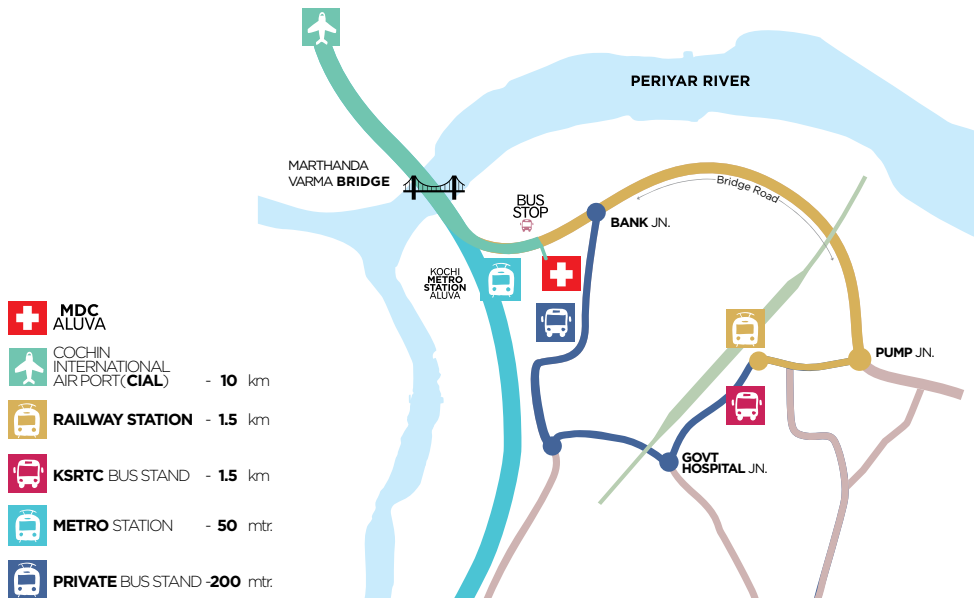 PERIYAR RIVER
MARTHANDA
VARMA BRIDGE
BUS
STOP
Bridge Road
BANK JN.
KOCHI
METRO
STATION
ALUVA
MDC
ALUVA
COCHIN
INTERNATIONAL
AIR PORT(CIAL) - 10 km
PUMP JN.
RAILWAY STATION - 1.5 km
GOVT
HOSPITAL JN.
KSRTC BUS STAND - 1.5 km
METRO STATION - 50 mtr.
PRIVATE BUS STAND -200 mtr.